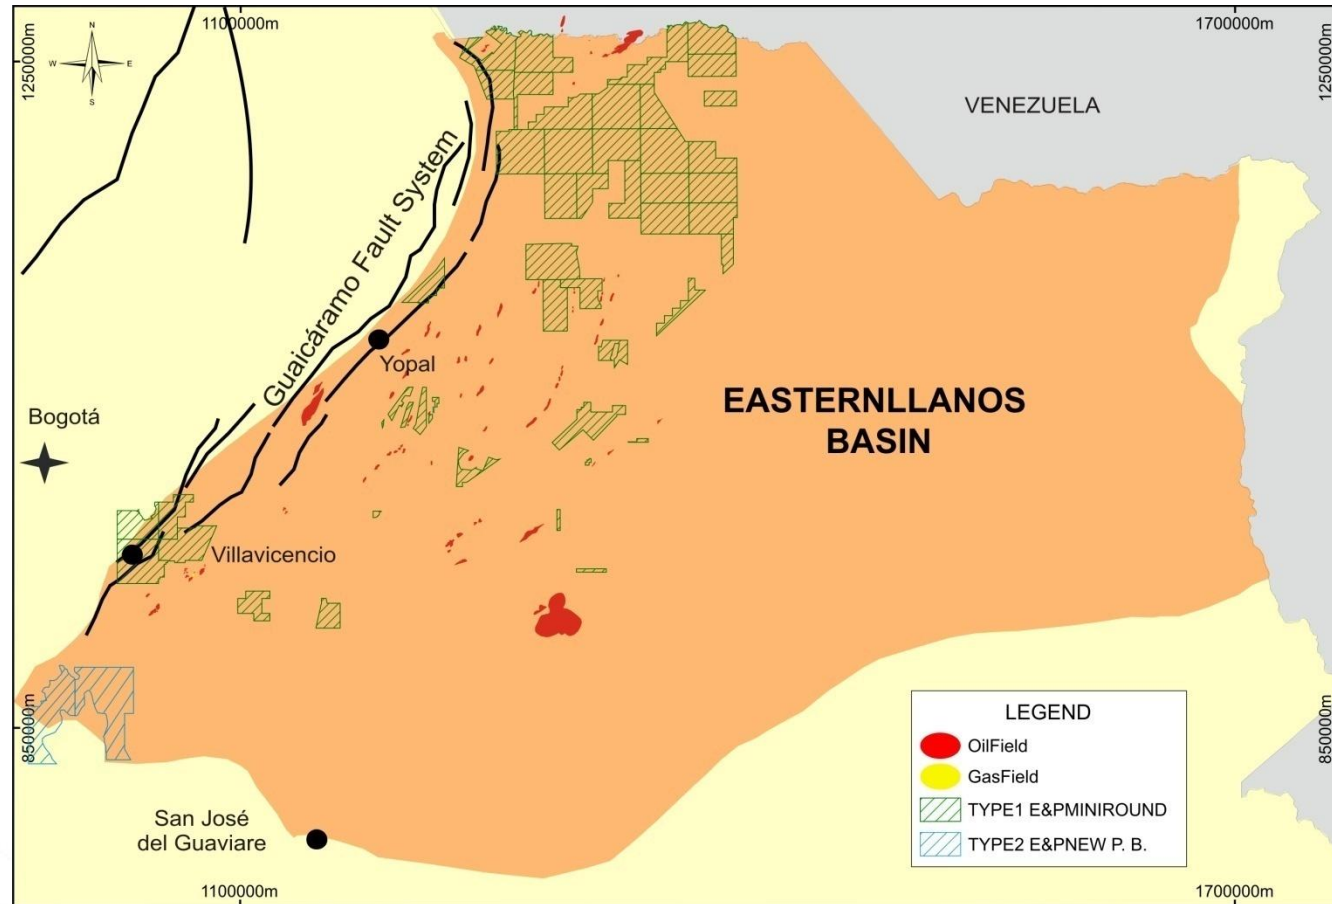 1100000m
1700000m
N
W
E
S
1250000m
1250000m
VENEZUELA
Guaicáramo Fault System
Yopal
EASTERNLLANOS
BASIN
Bogotá
Villavicencio
850000m
850000m
LEGEND
OilField
GasField
TYPE1 E&PMINIROUND
TYPE2 E&PNEW P. B.
San José
del Guaviare
1100000m
1700000m